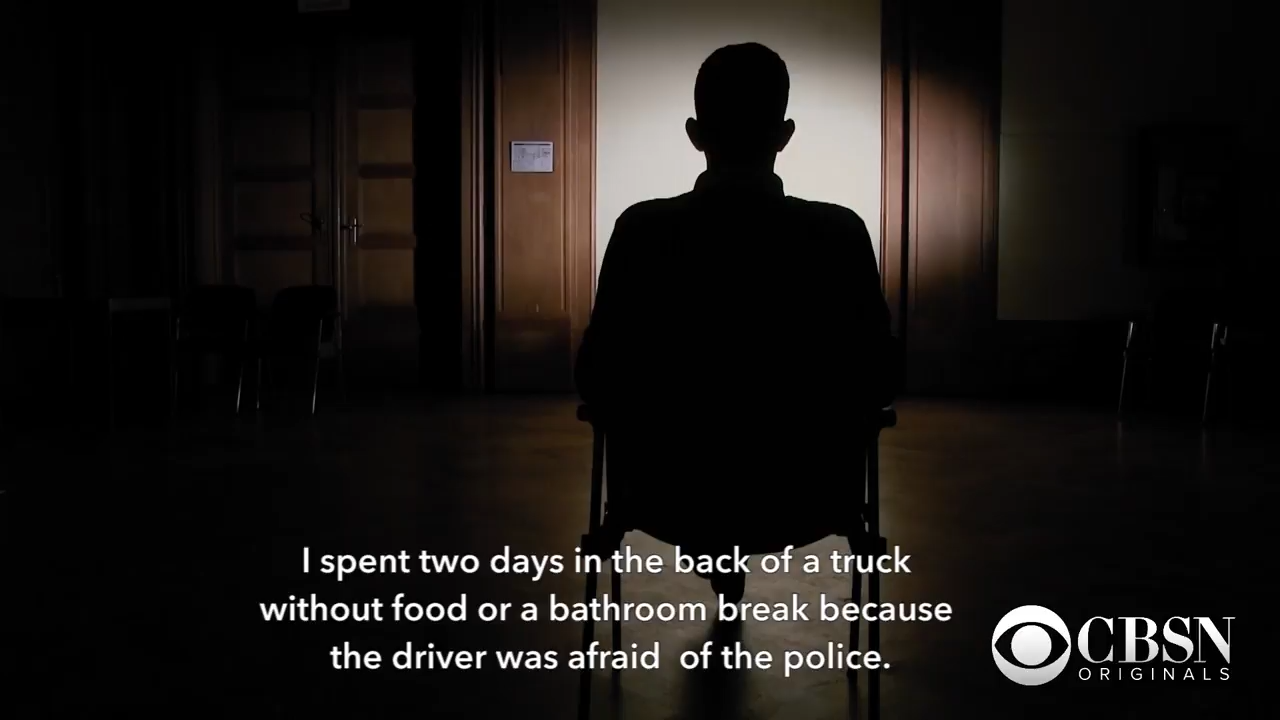 I spent two days in the back of a truck
without food or a bathroom break because
the driver was afraid  of the police.
CBSN
ORIGINALS